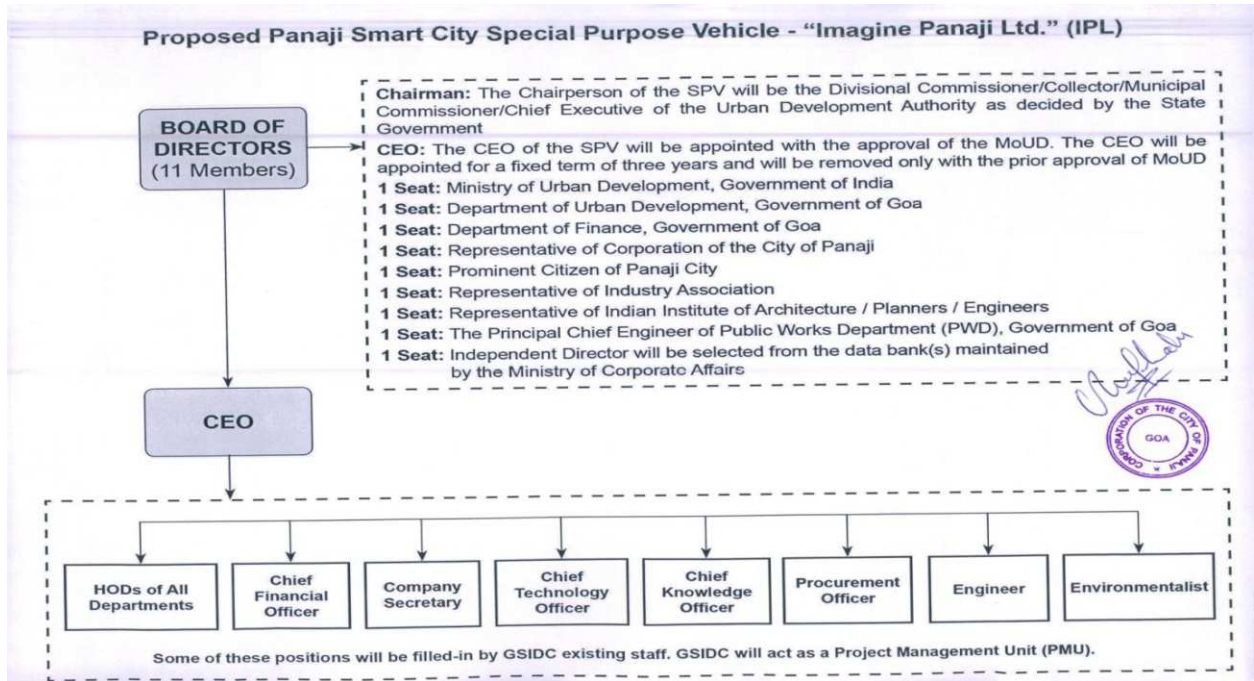 Proposed Panaji Smart City Special Purpose Vehicle - “Imagine Panaji Ltd.” (IPL)
BOARD OF
DIRECTORS
(11 Members)
Chairman: The Chairperson of the SPV will be the Divisional Commissioner/Collector/Municipal
Commissioner/Chief Executive of the Urban Development Authority as decided by the State
Government
CEO: The CEO of the SPV will be appointed with the approval of the MoUD. The CEO will be
appointed for a fixed term of three years and will be removed only with the prior approval of MoUD
1 Seat: Ministry of Urban Development, Government of India
1 Seat: Department of Urban Development, Government of Goa
1 Seat: Department of Finance, Government of Goa
1 Seat: Representative of Corporation of the City of Panaji
1 Seat: Prominent Citizen of Panaji City
1 Seat: Representative of Industry Association
1 Seat: Representative of Indian Institute of Architecture / Planners / Engineers
1 Seat: The Principal Chief Engineer of Public Works Department (PWD), Government of Goa
1 Seat: Independent Director will be selected from the data bank(s) maintained
by the Ministry of Corporate Affairs
CEO
CORPORATION OF THE CITY OF PANAJI
GOA
HODs of All
Departments
Chief
Financial
Officer
Company
Secretary
Chief
Technology
Officer
Chief
Knowledge
Officer
Procurement
Officer
Engineer
Environmentalist
Some of these positions will be filled-in by GSIDC existing staff. GSIDC will act as a Project Management Unit (PMU).